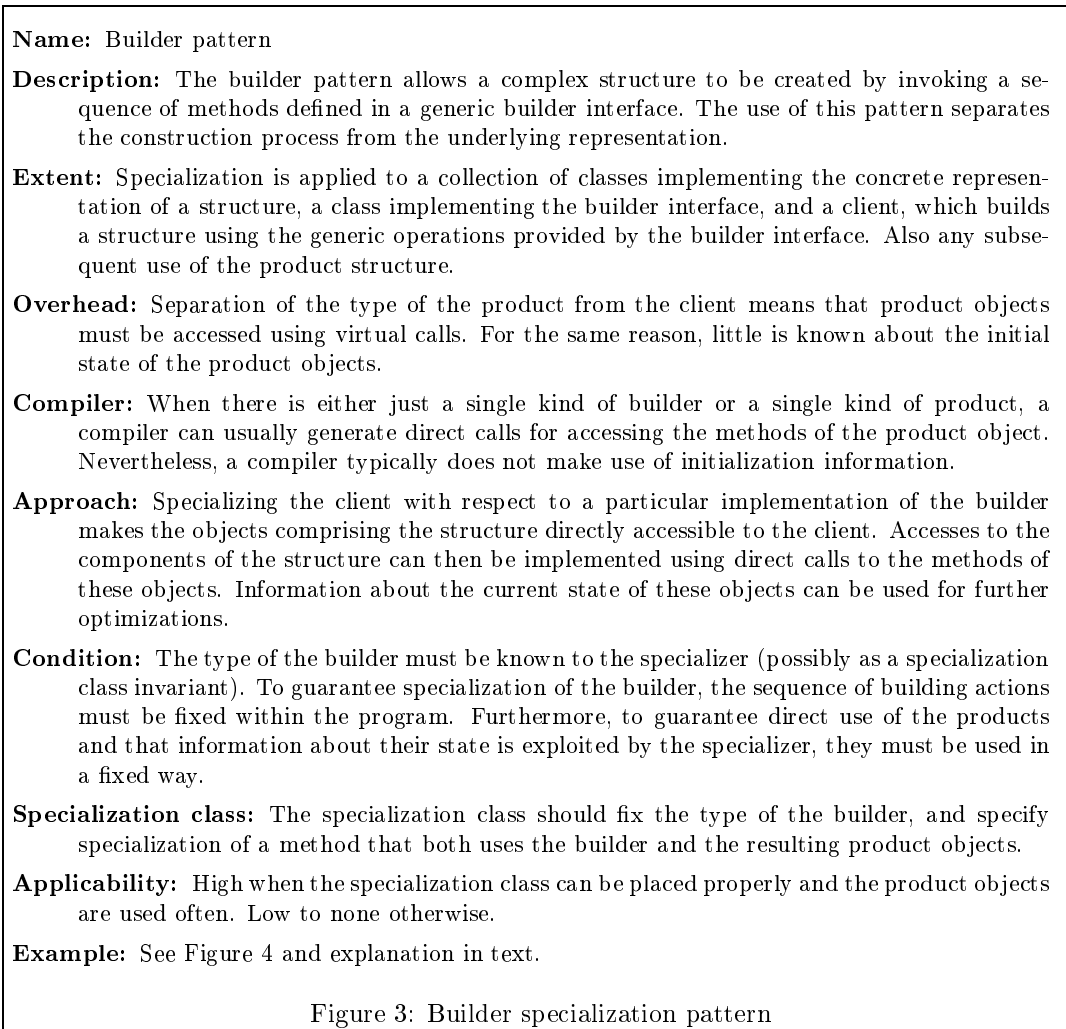 Name: Builder pattern
Description: The builder pattern allows a complex structure to be created by invoking a se-
quence of methods defined in a generic builder interface. The use of this pattern separates
the construction process from the underlying representation.
Extent: Specialization is applied to a collection of classes implementing the concrete represen-
tation of a structure, a class implementing the builder interface, and a client, which builds
a structure using the generic operations provided by the builder interface. Also any subse-
quent use of the product structure.
Overhead: Separation of the type of the product from the client means that product objects
must be accessed using virtual calls. For the same reason, little is known about the initial
state of the product objects.
Compiler: When there is either just a single kind of builder or a single kind of product, a
compiler can usually generate direct calls for accessing the methods of the product object.
Nevertheless, a compiler typically does not make use of initialization information.
Approach: Specializing the client with respect to a particular implementation of the builder
makes the objects comprising the structure directly accessible to the client. Accesses to the
components of the structure can then be implemented using direct calls to the methods of
these objects. Information about the current state of these objects can be used for further
optimizations.
Condition: The type of the builder must be known to the specializer (possibly as a specialization
class invariant). To guarantee specialization of the builder, the sequence of building actions
must be fixed within the program. Furthermore, to guarantee direct use of the products
and that information about their state is exploited by the specializer, they must be used in
a fixed way.
Specialization class: The specialization class should fix the type of the builder, and specify
specialization of a method that both uses the builder and the resulting product objects.
Applicability: High when the specialization class can be placed properly and the product objects
are used often. Low to none otherwise.
Example: See Figure 4 and explanation in text.
Figure 3: Builder specialization pattern